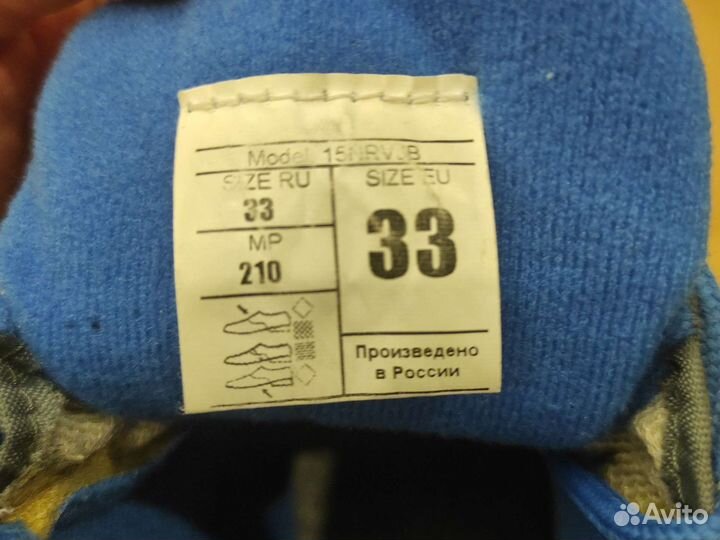 Model 15NRVJB
SIZE RU
33
MP
210
SIZE EU
33
Произведено
в России
Avito